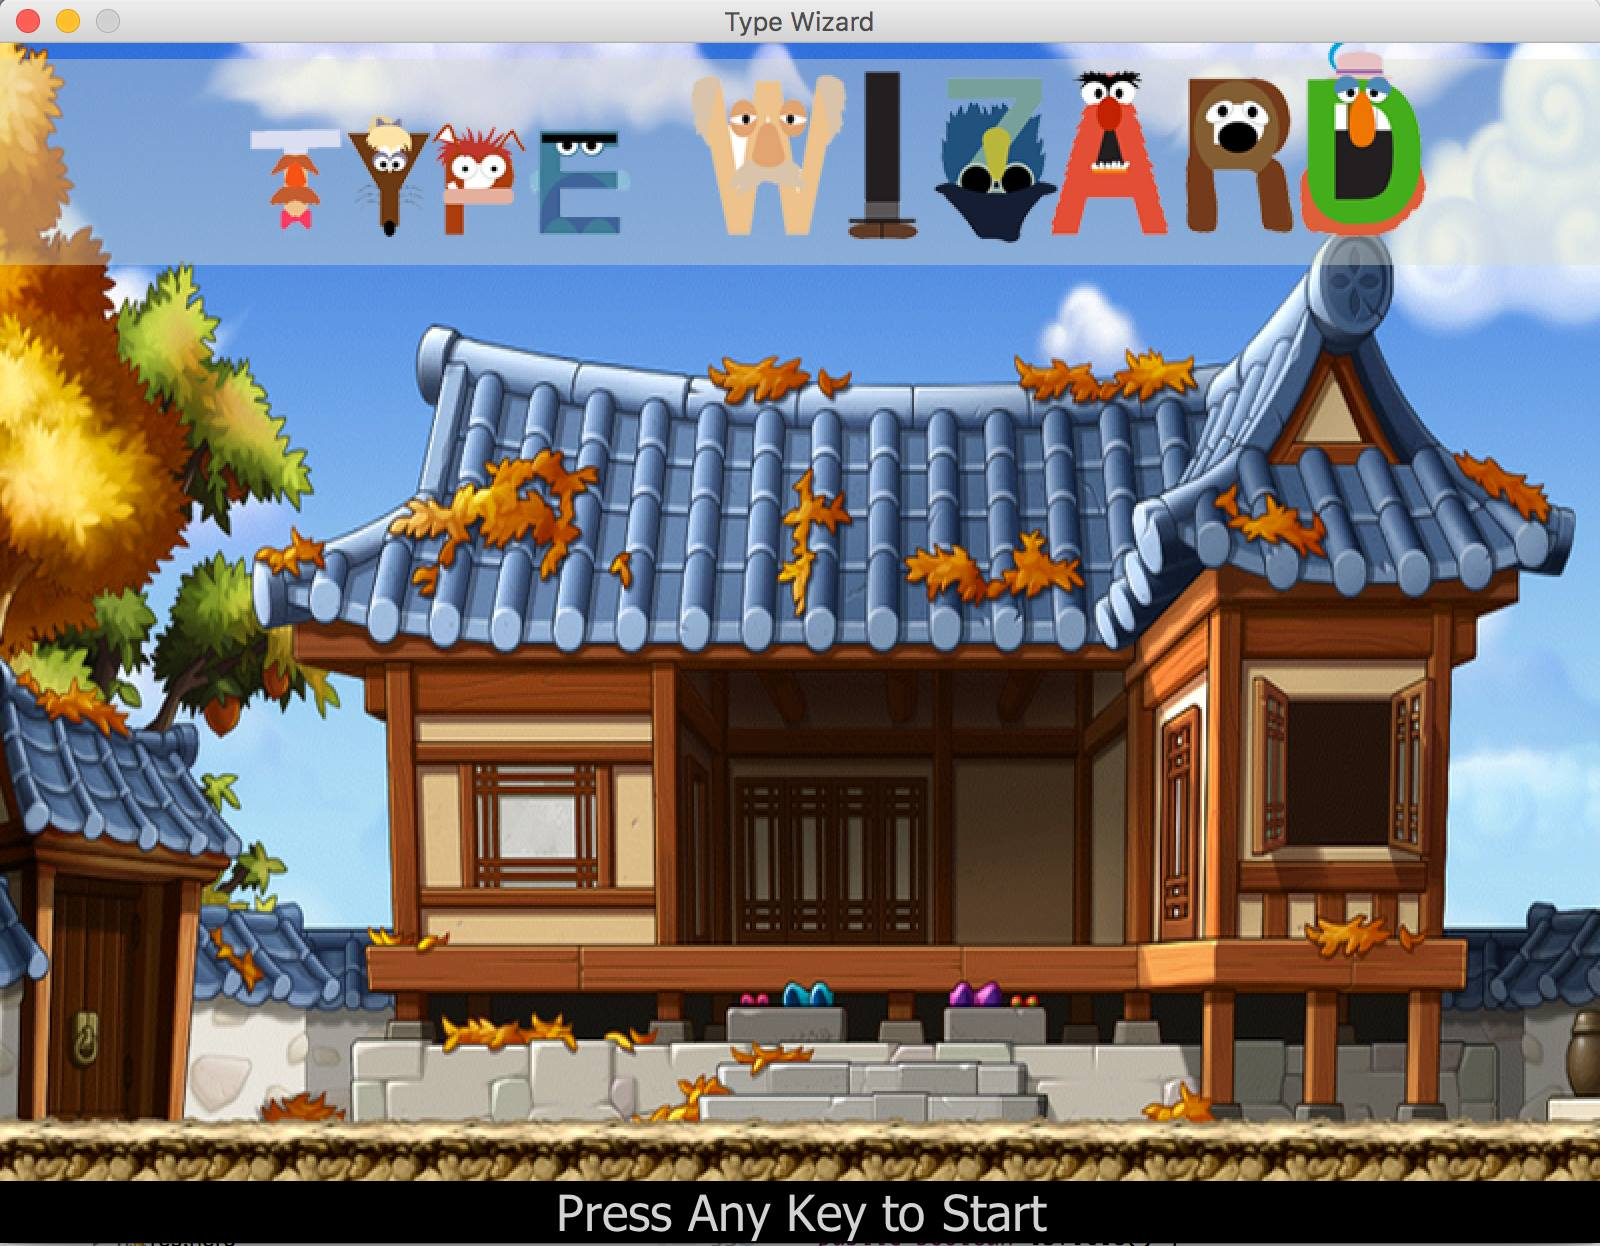 Type Wizard
TYPE WIZARD
Press Any Key to Start